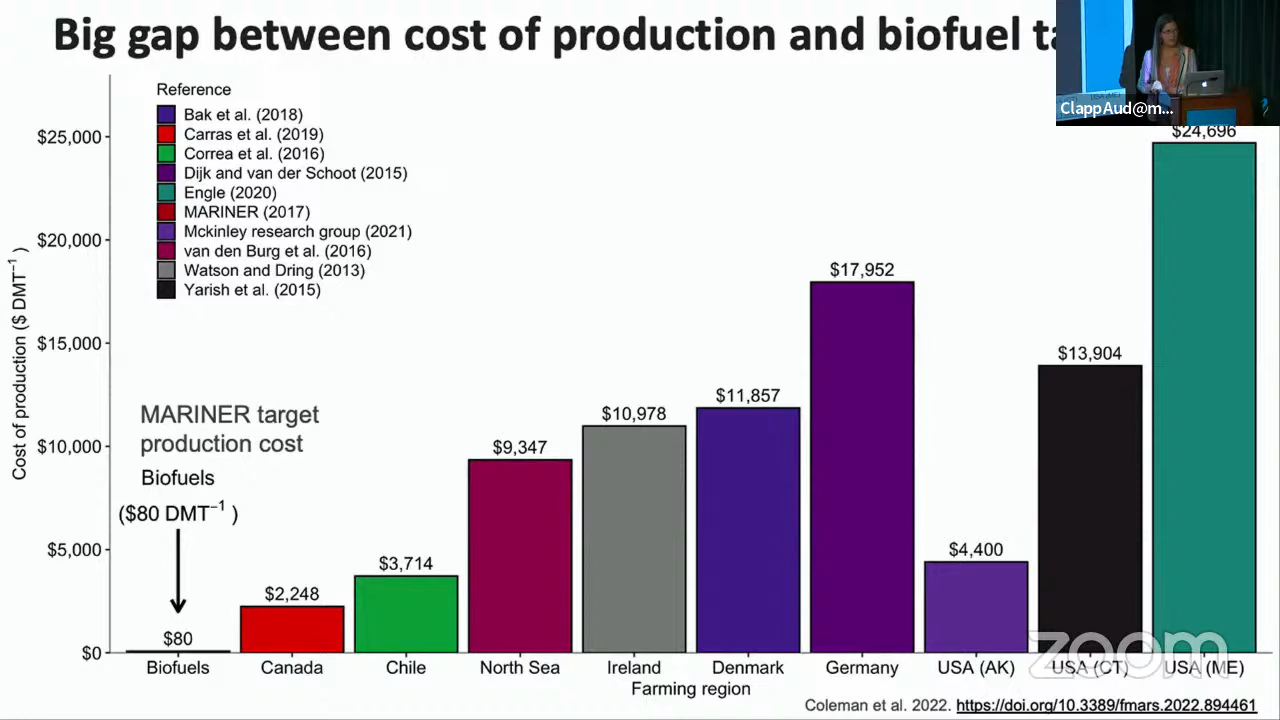 Big gap between cost of production and biofuel
ClappAud@m...
Reference
Bak et al. (2018)
Carras et al. (2019)
Correa et al. (2016)
Dijk and van der Schoot (2015)
Engle (2020)
MARINER (2017)
Mckinley research group (2021)
van den Burg et al. (2016)
Watson and Dring (2013)
Yarish et al. (2015)
Cost of production ($ DMT⁻¹ )
$25,000
$20,000
$15,000
$10,000
$5,000
$0
MARINER target
production cost
Biofuels
($80 DMT⁻¹ )
$80
$2,248
$3,714
$9,347
$10,978
$11,857
$17,952
$4,400
$13,904
$24,696
Biofuels Canada Chile North Sea Ireland Denmark Germany USA (AK) USA (CT) USA (ME)
Farming region
zoom
Coleman et al. 2022. https://doi.org/10.3389/fmars.2022.894461